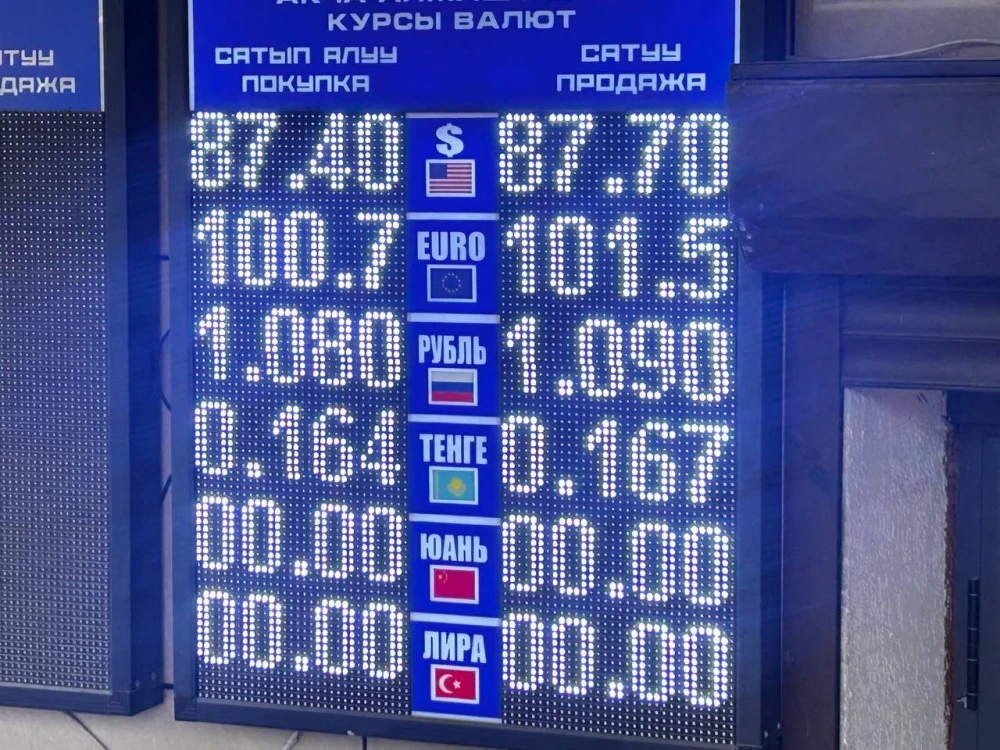 КУРСЫ ВАЛЮТ
САТЫП АЛУУ САТУУ
ПОКУПКА ПРОДАЖА
87.40 $ 87.70
100.7 EURO 101.5
1.080 РУБЛЬ 1.090
0.164 ТЕНГЕ 0.167
00.00 ЮАНЬ 00.00
00.00 ЛИРА 00.00